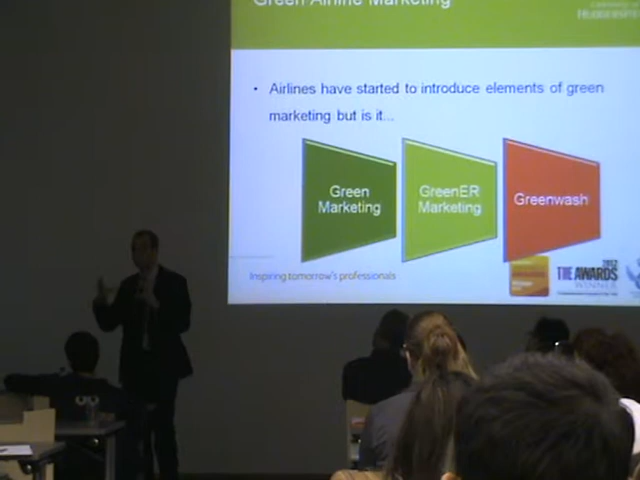 Green Airline Marketing
• Airlines have started to introduce elements of green
marketing but is it...
Green
Marketing
GreenER
Marketing
Greenwash
Inspiring tomorrow's professionals
2012
THE AWARDS
WINNER